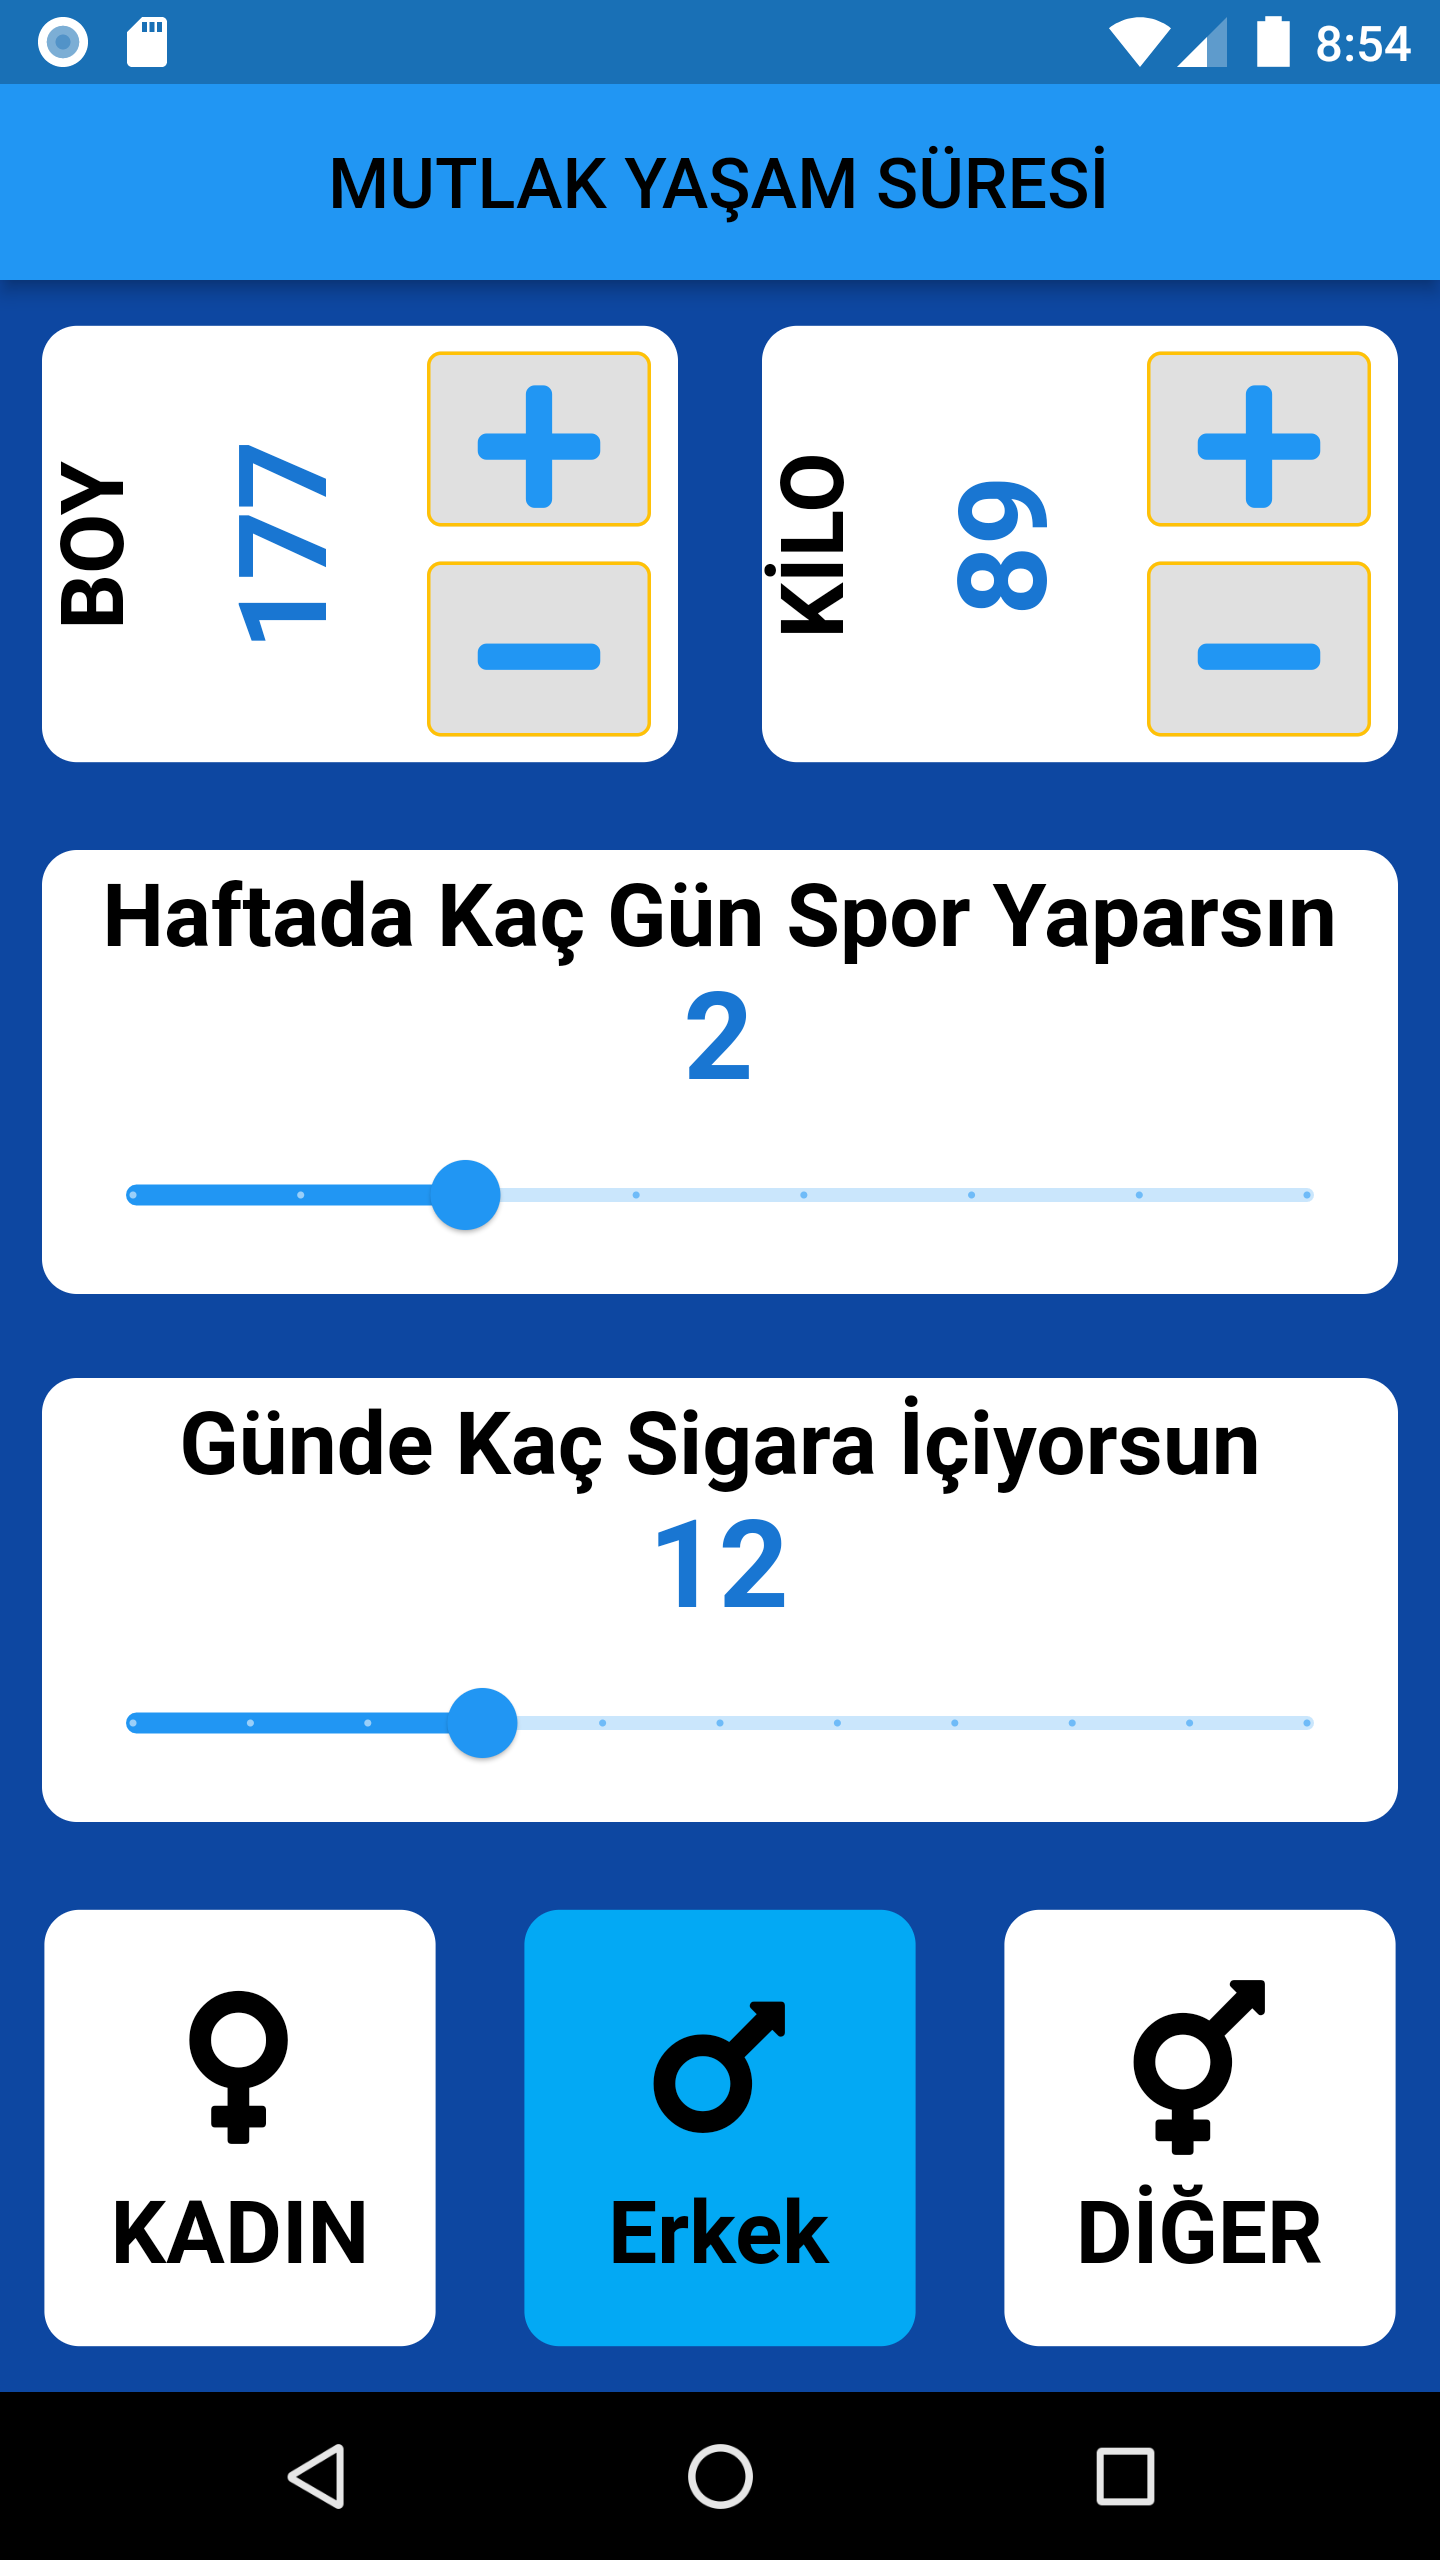 8:54
MUTLAK YAŞAM SÜRESİ
BOY
177
KİLO
89
Haftada Kaç Gün Spor Yaparsın
2
Günde Kaç Sigara İçiyorsun
12
KADIN
Erkek
DİĞER